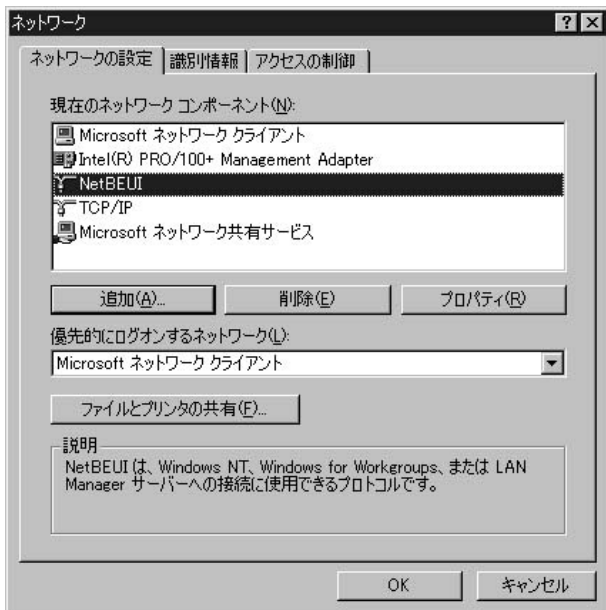 ネットワーク
ネットワークの設定 識別情報 アクセスの制御
現在のネットワーク コンポーネント(N):
Microsoft ネットワーク クライアント
Intel(R) PRO/100+ Management Adapter
NetBEUI
TCP/IP
Microsoft ネットワーク共有サービス
追加(A)... 削除(E) プロパティ(R)
優先的にログオンするネットワーク(L):
Microsoft ネットワーク クライアント
ファイルとプリンタの共有(F)...
説明
NetBEUI は、Windows NT、Windows for Workgroups、または LAN
Manager サーバーへの接続に使用できるプロトコルです。
OK キャンセル